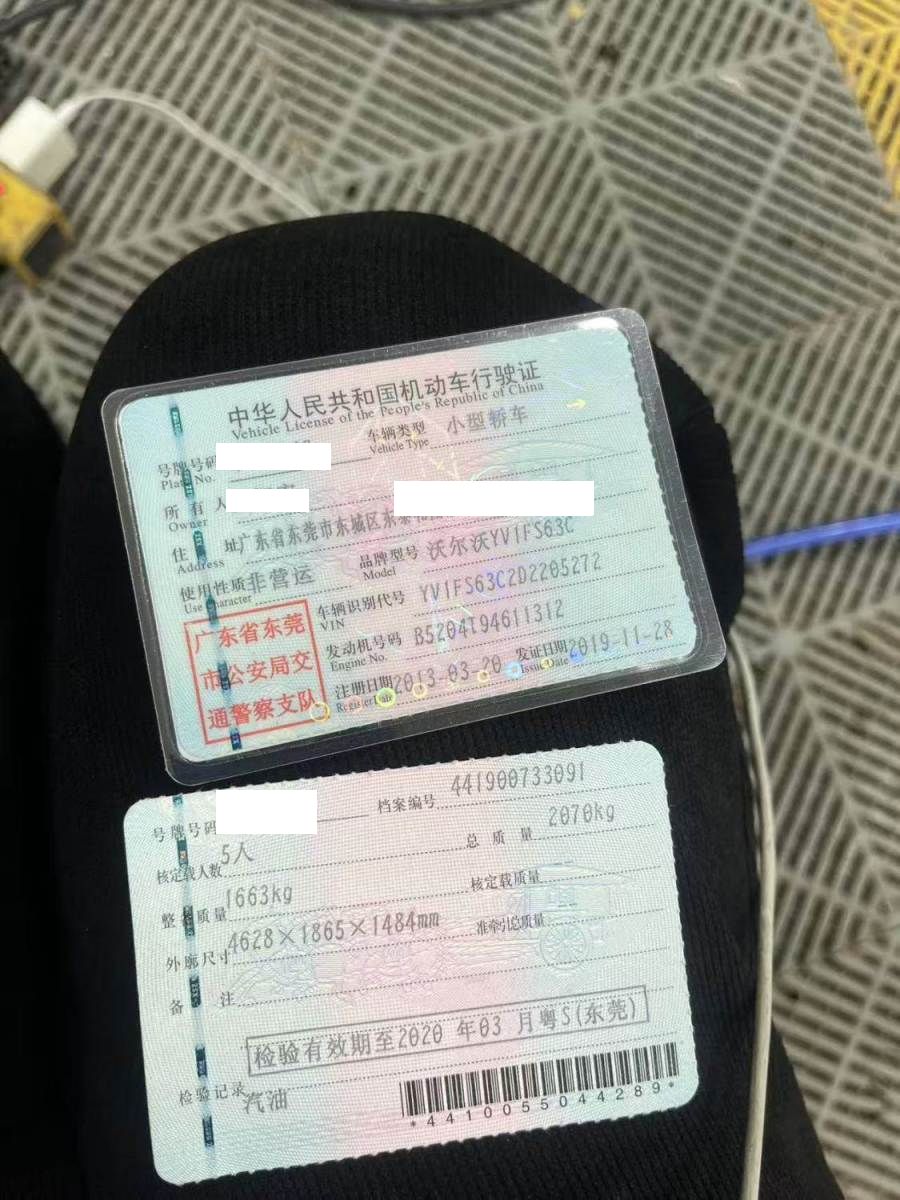 中华人民共和国机动车行驶证
Vehicle License of the People's Republic of China
号牌号码
Plate No.
车辆类型 小型轿车
Vehicle Type
所有人
Owner
住址 广东省东莞市东城区东
Address
使用性质 非营运
Use Character
品牌型号 沃尔沃YV1FS63C
Model
车辆识别代号 YV1FS63C2D2205272
VIN
发动机号码 B5204T94611312
Engine No.
注册日期 2013-03-20
Register Date
发证日期 2019-11-28
Issue Date
广东省东莞
市公安局交
通警察支队
号牌号码
档案编号 441900733091
核定载人数 5人
总质量 2070kg
整备质量 1663kg
核定载质量
外廓尺寸 4628×1865×1484mm
准牵引总质量
备注
检验有效期至2020 年03 月粤S(东莞)
检验记录
汽油
*4410055044289*